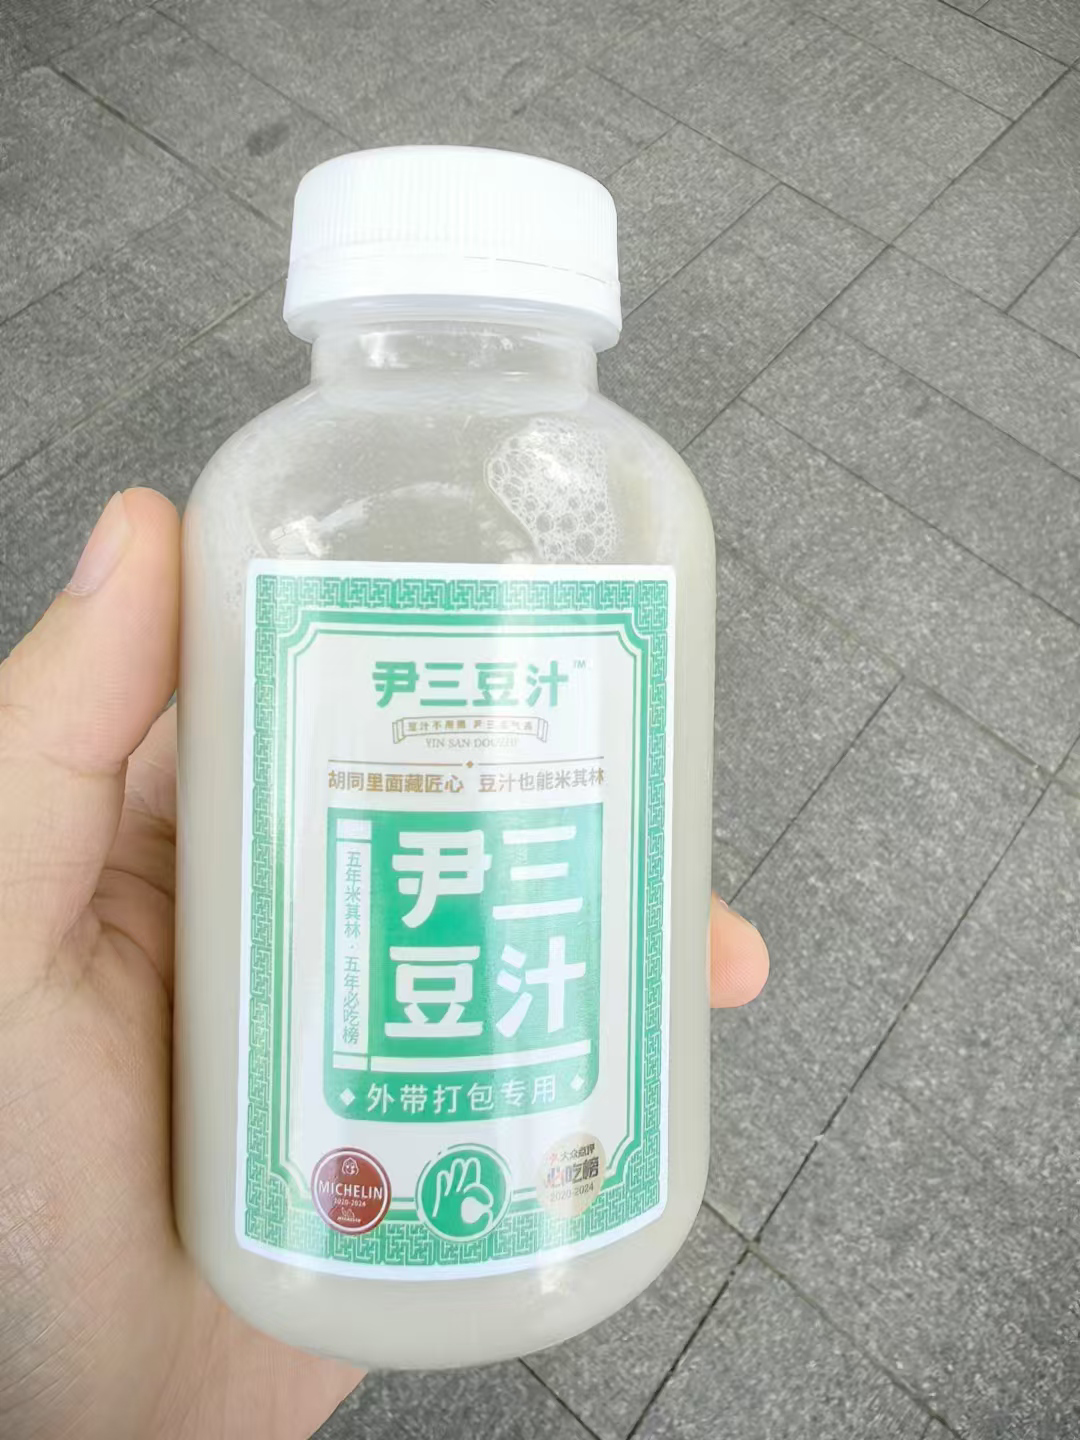 尹三豆汁
TM
YIN SAN DOUZHI
胡同里面藏匠心 豆汁也能米其林
尹三
豆汁
五年米其林·五年必吃榜
外带打包专用
MICHELIN
2020-2024
大众点评
必吃榜
2020-2024